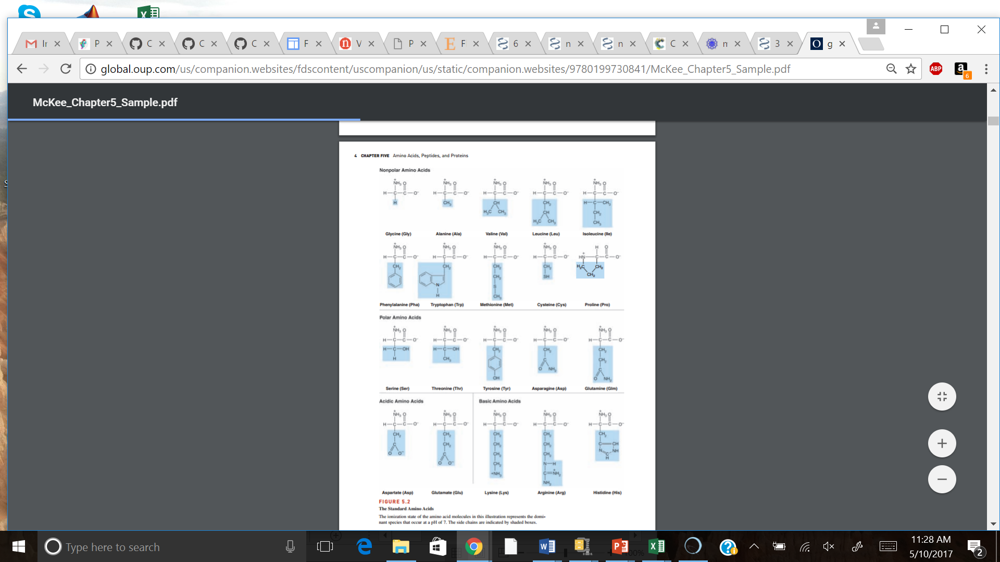 Ir
P
C
C
C
F
V
P
F
6
n
n
C
n
3
g
global.oup.com/us/companion.websites/fdscontent/uscompanion/us/static/companion.websites/9780199730841/McKee_Chapter5_Sample.pdf
ABP
6
McKee_Chapter5_Sample.pdf
4 CHAPTER FIVE Amino Acids, Peptides, and Proteins
Nonpolar Amino Acids
Glycine (Gly) Alanine (Ala) Valine (Val) Leucine (Leu) Isoleucine (Ile)
Phenylalanine (Pha) Tryptophan (Trp) Methionine (Met) Cysteine (Cys) Proline (Pro)
Polar Amino Acids
Serine (Ser) Threonine (Thr) Tyrosine (Tyr) Asparagine (Asp) Glutamine (Glm)
Acidic Amino Acids Basic Amino Acids
Aspartate (Asp) Glutamate (Glu) Lysine (Lys) Arginine (Arg) Histidine (His)
FIGURE 5.2
The Standard Amino Acids
The ionization state of the amino acid molecules in this illustration represents the domi-
nant species that occur at a pH of 7. The side chains are indicated by shaded boxes.
Type here to search
100%
11:28 AM
5/10/2017
2